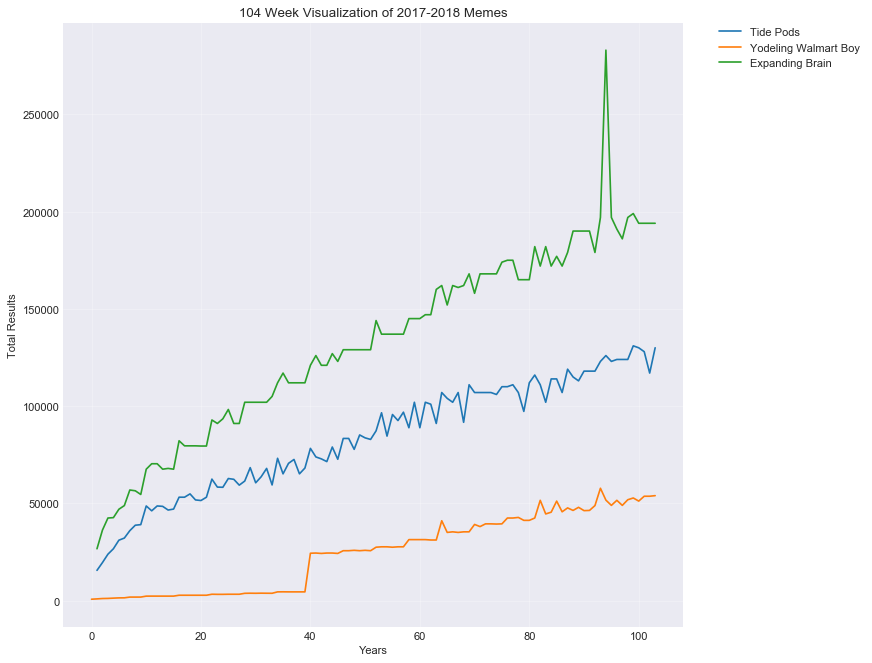 104 Week Visualization of 2017-2018 Memes
Tide Pods
Yodeling Walmart Boy
Expanding Brain
Total Results
250000
200000
150000
100000
50000
0
0 20 40 60 80 100
Years